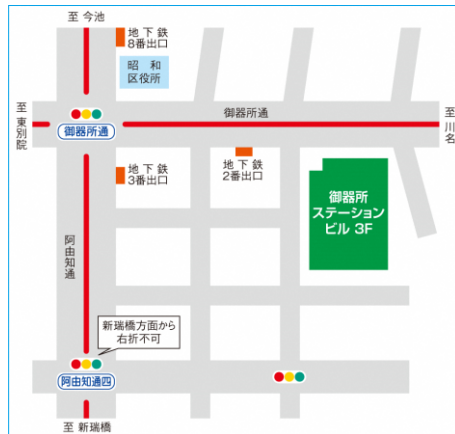 至 今池
地 下 鉄
8番出口
昭 和
区役所
至 東別院
御器所通
御器所通
至 川名
地 下 鉄
3番出口
地 下 鉄
2番出口
御器所
ステーション
ビル 3F
阿由知通
新瑞橋方面から
右折不可
阿由知通四
至 新瑞橋